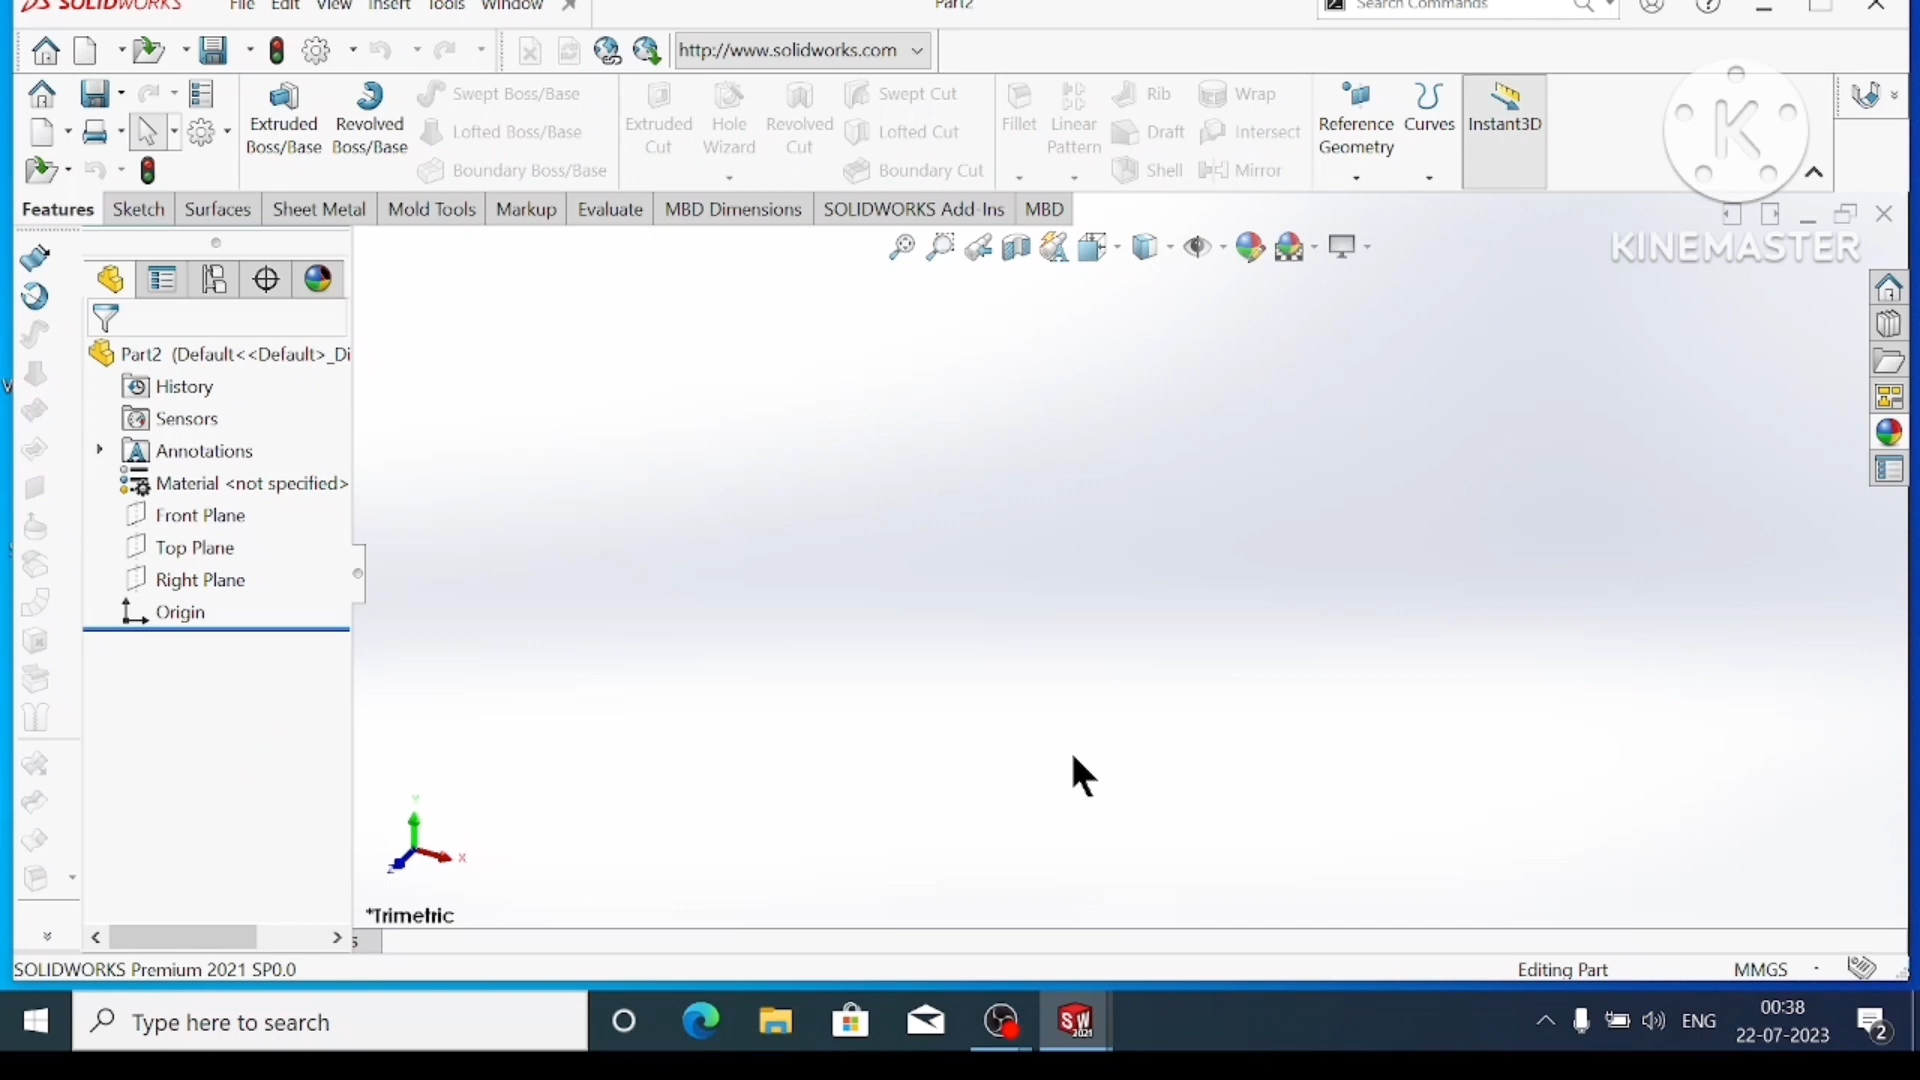 SOLIDWORKS File Edit View Insert Tools Window Part2 Search Commands
http://www.solidworks.com
Extruded Boss/Base
Revolved Boss/Base
Swept Boss/Base
Lofted Boss/Base
Boundary Boss/Base
Extruded Cut
Hole Wizard
Revolved Cut
Swept Cut
Lofted Cut
Boundary Cut
Fillet
Linear Pattern
Rib
Draft
Shell
Wrap
Intersect
Mirror
Reference Geometry
Curves
Instant3D
K
KINEMASTER
Features Sketch Surfaces Sheet Metal Mold Tools Markup Evaluate MBD Dimensions SOLIDWORKS Add-Ins MBD
Part2 (Default<<Default>_Di
History
Sensors
Annotations
Material <not specified>
Front Plane
Top Plane
Right Plane
Origin
Y
X
Z
*Trimetric
SOLIDWORKS Premium 2021 SP0.0 Editing Part MMGS
Type here to search
SW 2021
ENG
00:38
22-07-2023
2